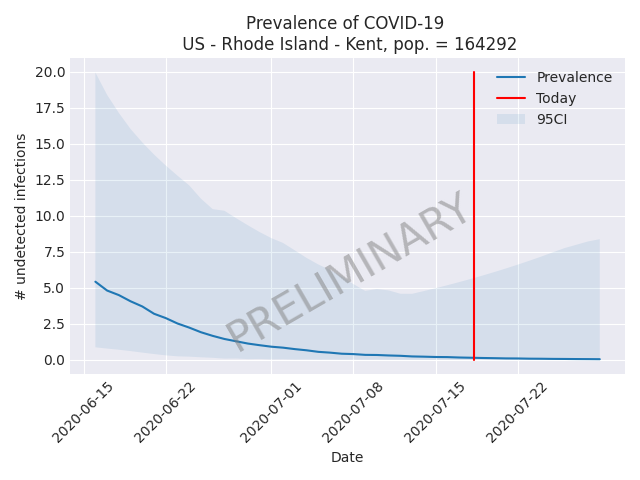 Prevalence of COVID-19
US - Rhode Island - Kent, pop. = 164292
# undetected infections
20.0
17.5
15.0
12.5
10.0
7.5
5.0
2.5
0.0
Prevalence
Today
95CI
PRELIMINARY
2020-06-15
2020-06-22
2020-07-01
2020-07-08
2020-07-15
2020-07-22
Date